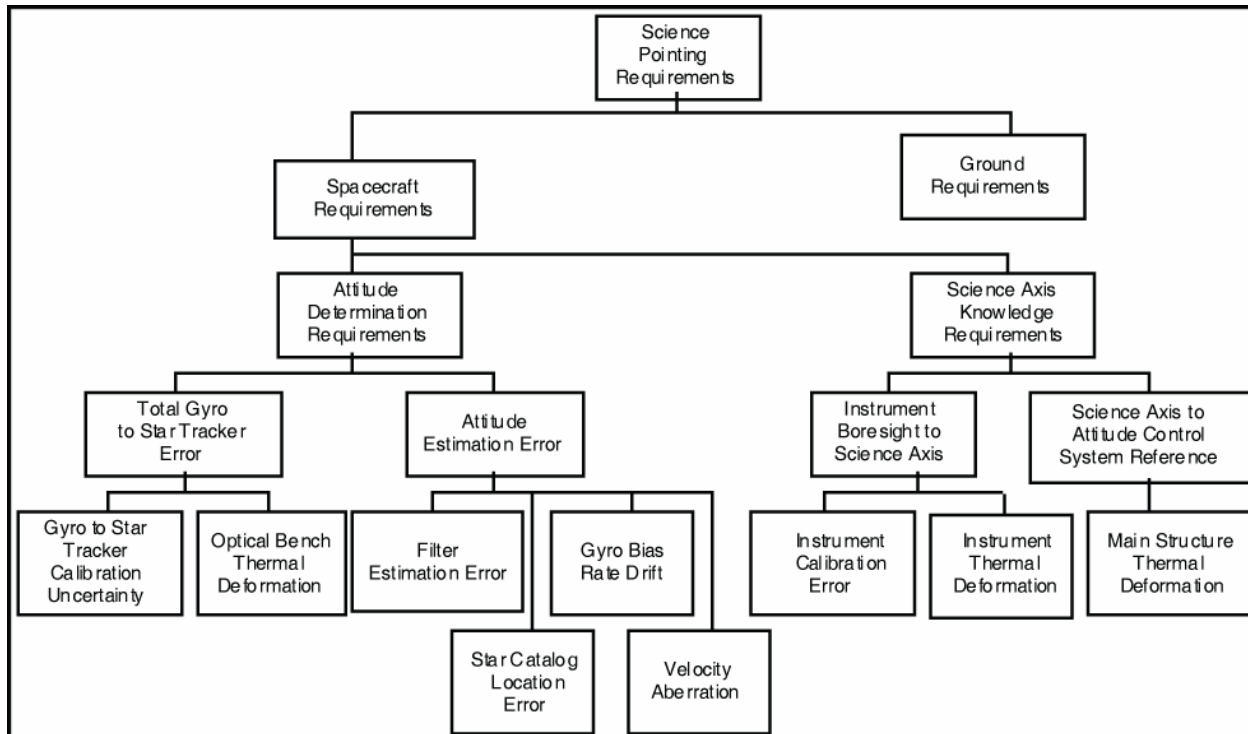 Science
Pointing
Requirements
Spacecraft
Requirements
Ground
Requirements
Attitude
Determination
Requirements
Science Axis
Knowledge
Requirements
Total Gyro
to Star Tracker
Error
Attitude
Estimation Error
Instrument
Boresight to
Science Axis
Science Axis to
Attitude Control
System Reference
Gyro to Star
Tracker
Calibration
Uncertainty
Optical Bench
Thermal
Deformation
Filter
Estimation Error
Gyro Bias
Rate Drift
Instrument
Calibration
Error
Instrument
Thermal
Deformation
Main Structure
Thermal
Deformation
Star Catalog
Location
Error
Velocity
Aberration